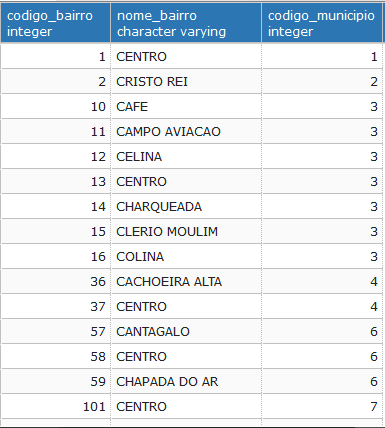 codigo_bairro nome_bairro codigo_municipio
integer character varying integer
1 CENTRO 1
2 CRISTO REI 2
10 CAFE 3
11 CAMPO AVIACAO 3
12 CELINA 3
13 CENTRO 3
14 CHARQUEADA 3
15 CLERIO MOULIM 3
16 COLINA 3
36 CACHOEIRA ALTA 4
37 CENTRO 4
57 CANTAGALO 6
58 CENTRO 6
59 CHAPADA DO AR 6
101 CENTRO 7